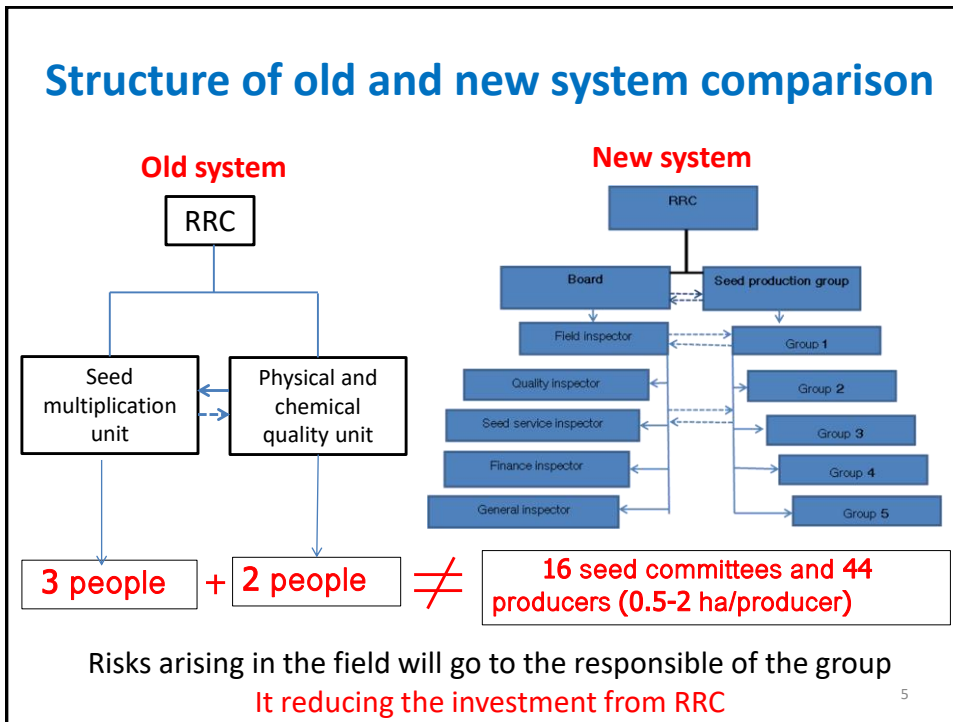 Structure of old and new system comparison
Old system
RRC
Seed
multiplication
unit
Physical and
chemical
quality unit
3 people
+
2 people
≠
New system
RRC
Board
Seed production group
Field inspector
Group 1
Quality inspector
Group 2
Seed service inspector
Group 3
Finance inspector
Group 4
General inspector
Group 5
16 seed committees and 44
producers (0.5-2 ha/producer)
Risks arising in the field will go to the responsible of the group
It reducing the investment from RRC
5